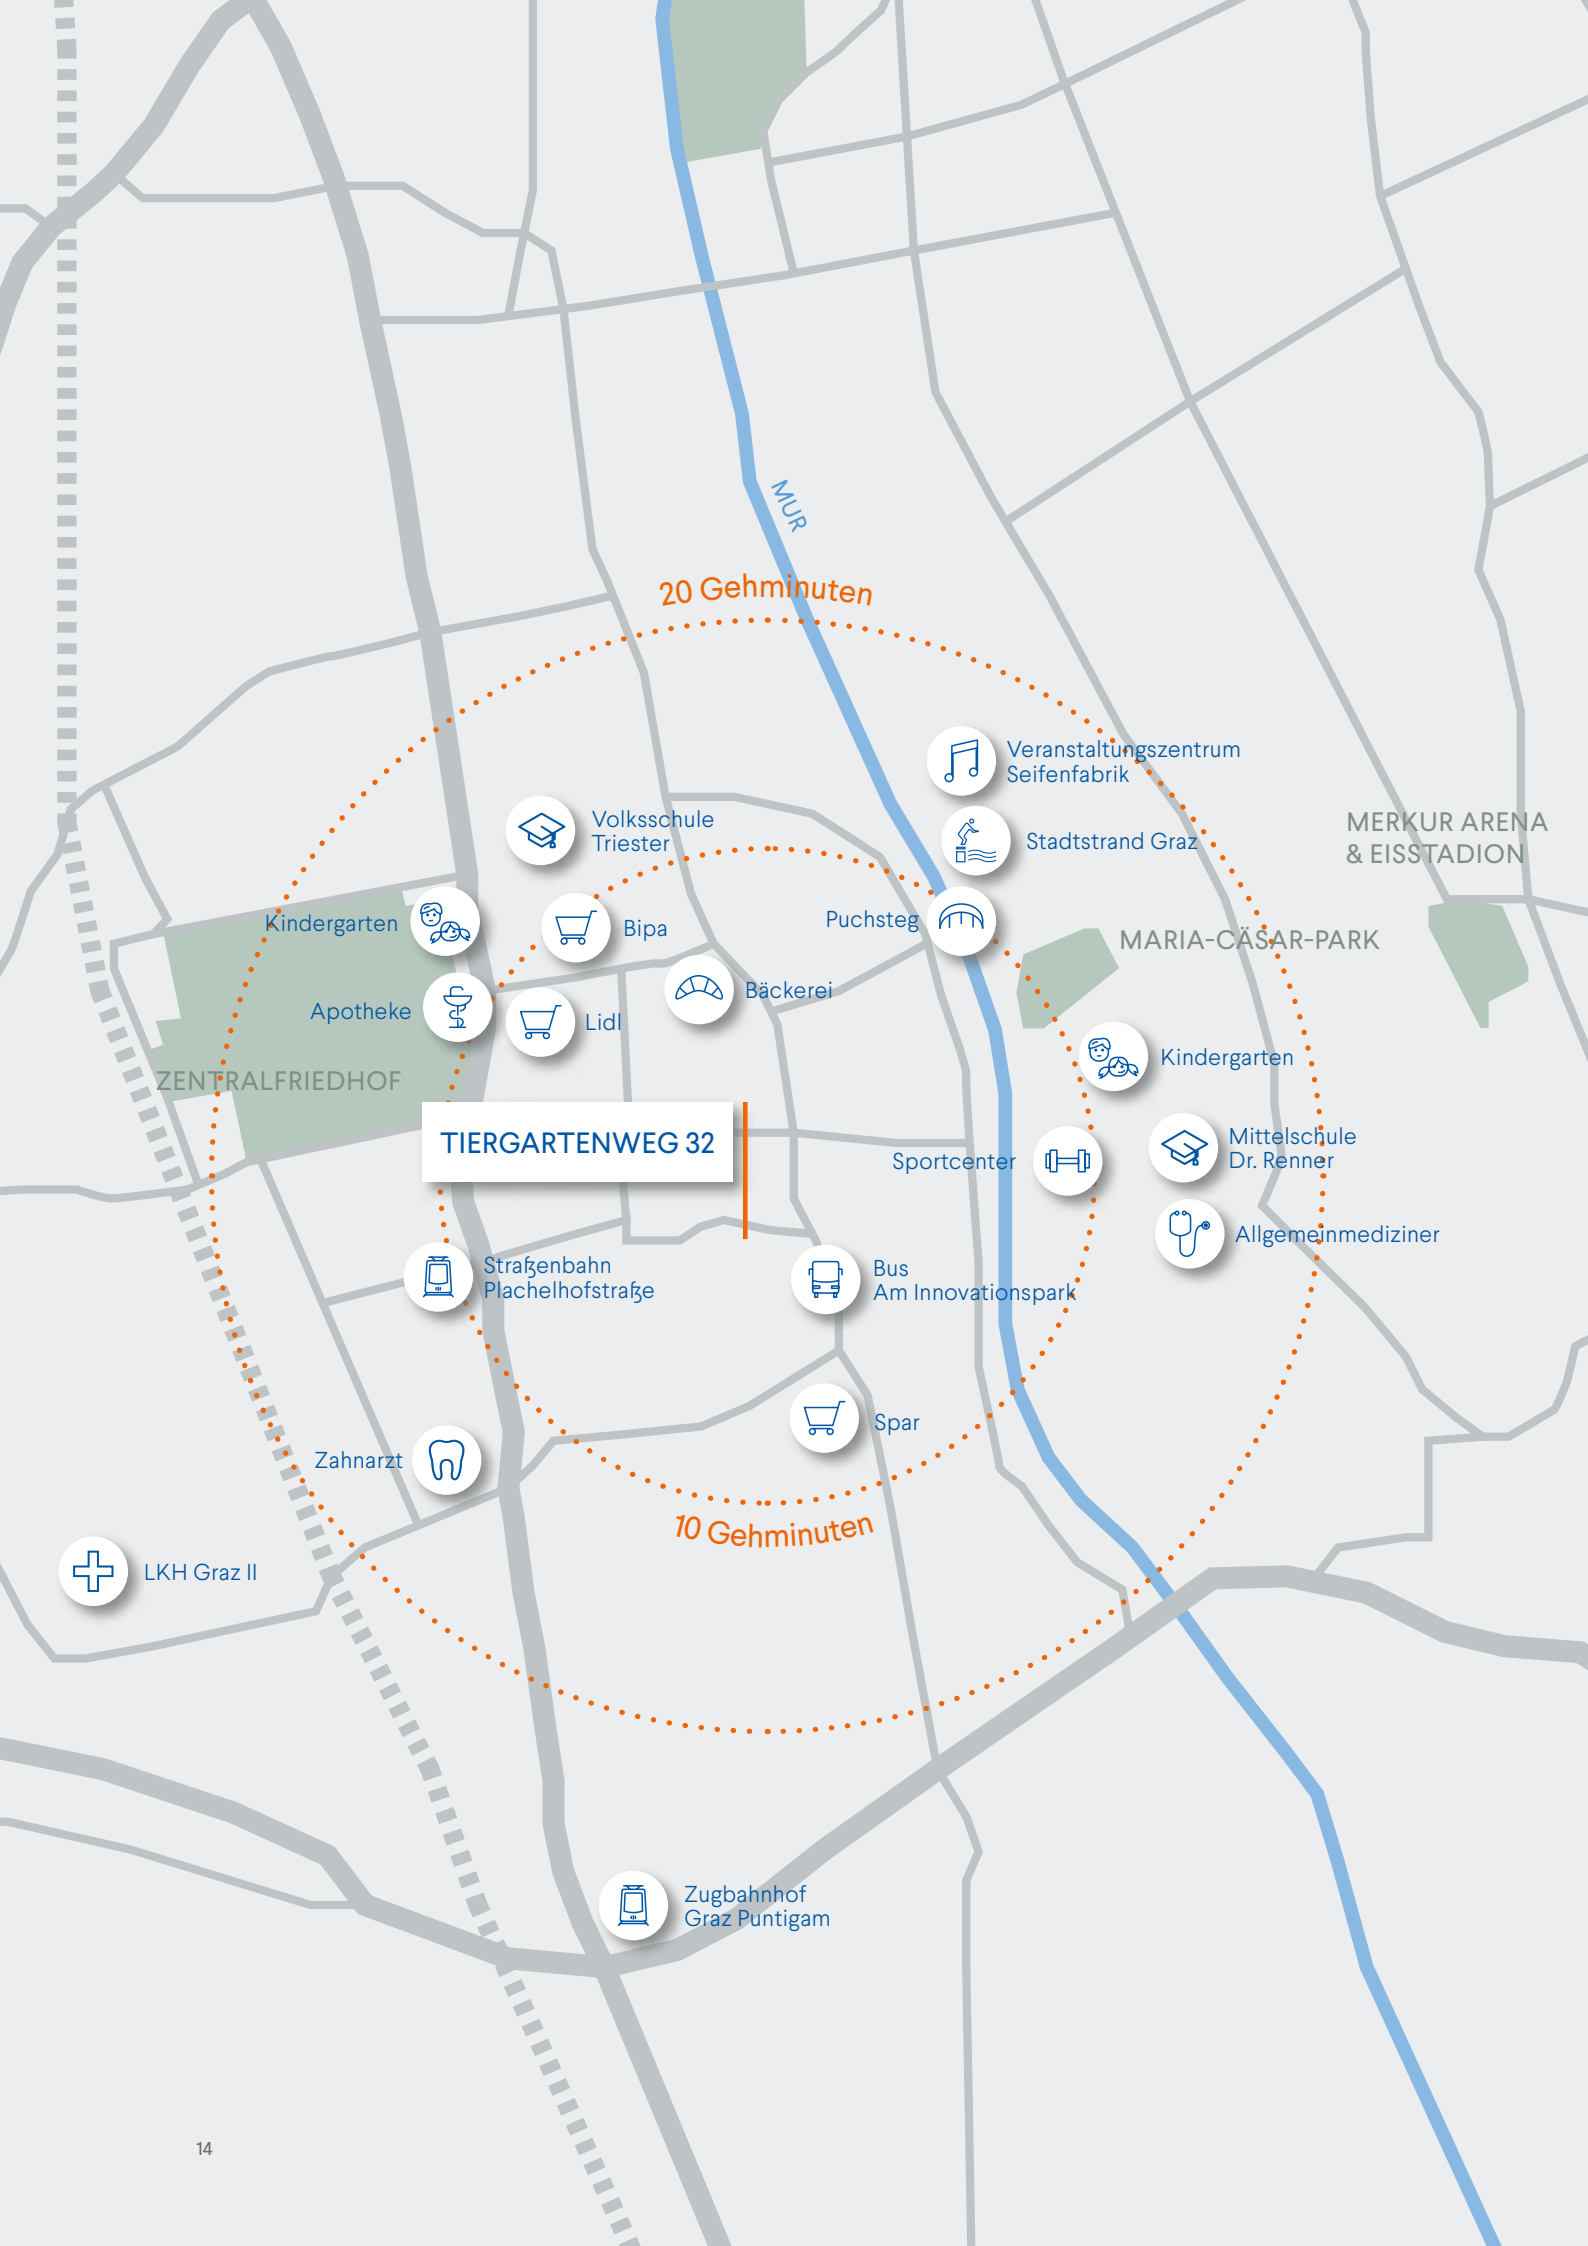 MUR
20 Gehminuten
Veranstaltungszentrum
Seifenfabrik
Volksschule
Triester
Stadtstrand Graz
MERKUR ARENA
& EISSTADION
Kindergarten
Bipa
Puchsteg
MARIA-CÄSAR-PARK
Apotheke
Lidl
Bäckerei
Kindergarten
ZENTRALFRIEDHOF
TIERGARTENWEG 32
Sportcenter
Mittelschule
Dr. Renner
Allgemeinmediziner
Straßenbahn
Plachelhofstraße
Bus
Am Innovationspark
Spar
Zahnarzt
10 Gehminuten
LKH Graz II
Zugbahnhof
Graz Puntigam
14